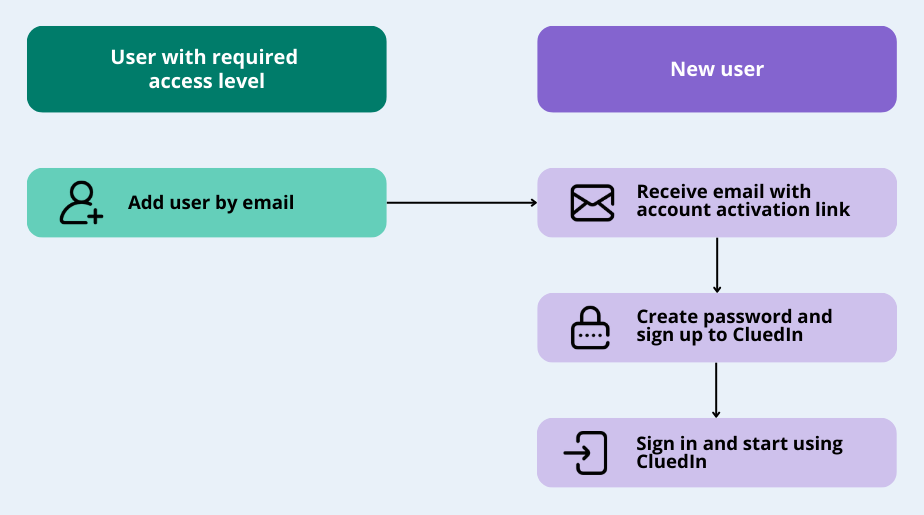 User with required
access level
New user
Add user by email
Receive email with
account activation link
Create password and
sign up to CluedIn
Sign in and start using
CluedIn